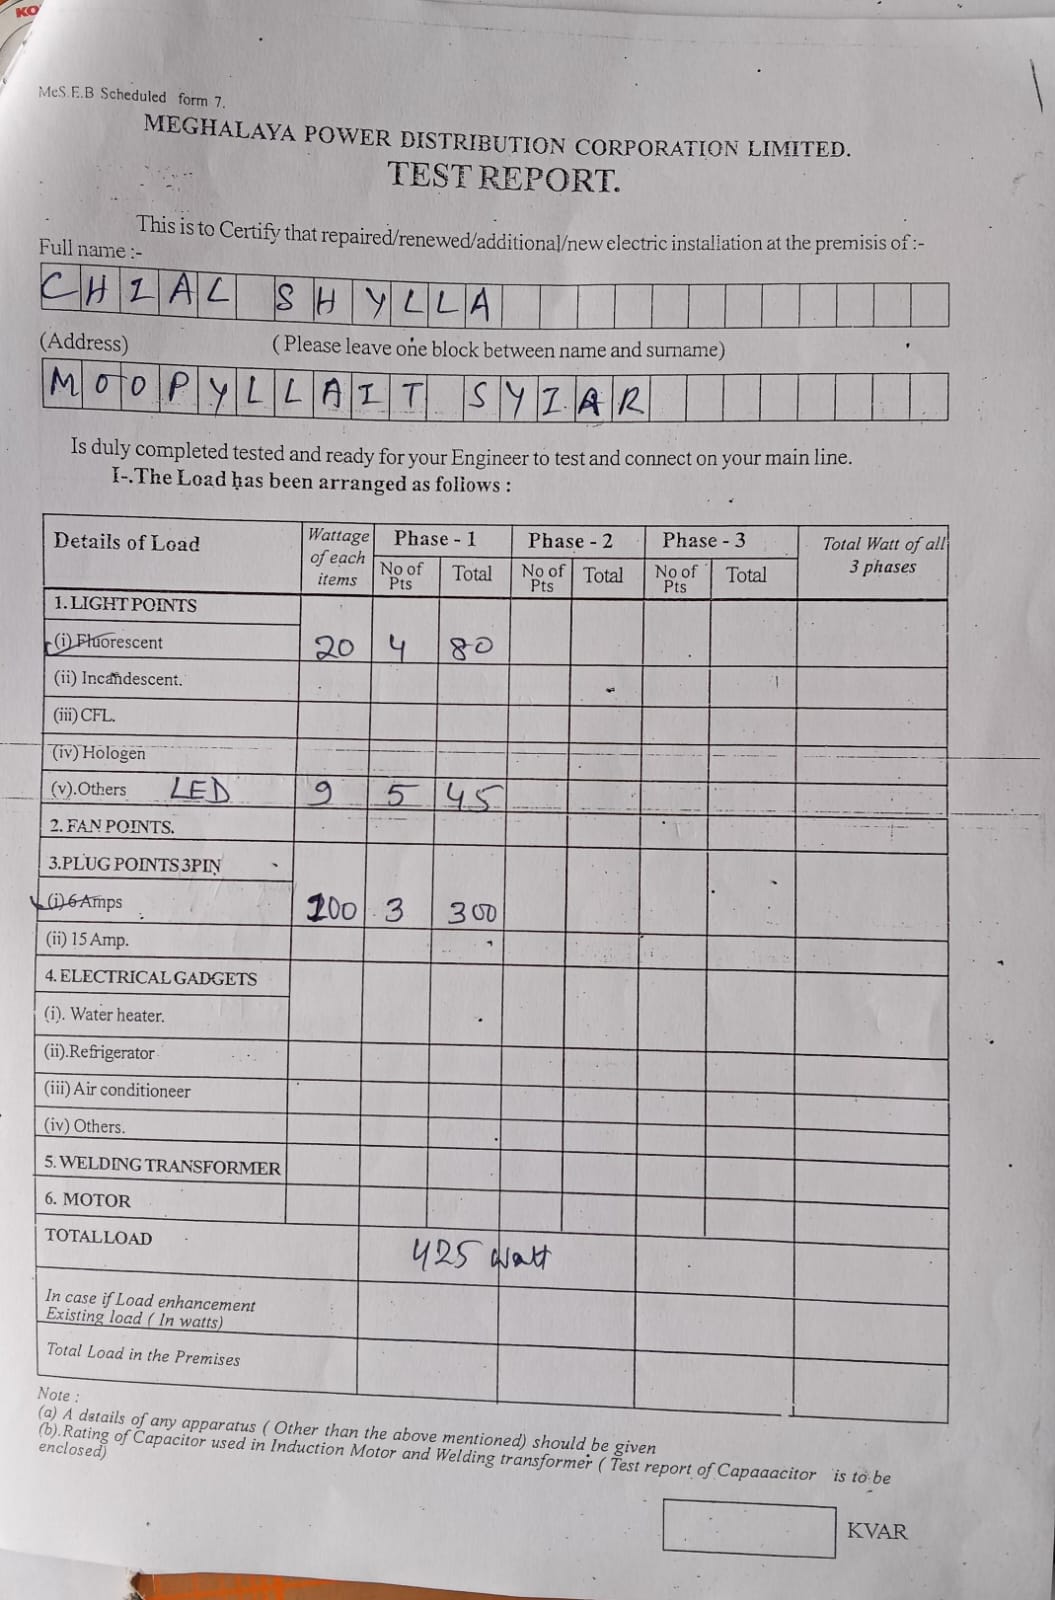 KO
MeS.E.B Scheduled form 7.
MEGHALAYA POWER DISTRIBUTION CORPORATION LIMITED.
TEST REPORT.
This is to Certify that repaired/renewed/additional/new electric installation at the premisis of :-
Full name :-
CHIAL SHYLLA
(Address) ( Please leave one block between name and surname)
MOOPYLLAIT SYIAR
Is duly completed tested and ready for your Engineer to test and connect on your main line.
I-.The Load has been arranged as follows :
Details of Load Wattage of each items Phase - 1 Phase - 2 Phase - 3 Total Watt of all 3 phases
No of Pts Total No of Pts Total No of Pts Total
1. LIGHT POINTS
(i) Fluorescent 20 4 80
(ii) Incandescent.
(iii) CFL.
(iv) Hologen
(v).Others LED 9 5 45
2. FAN POINTS.
3.PLUG POINTS 3PIN
(i) 6 Amps 100 3 300
(ii) 15 Amp.
4. ELECTRICAL GADGETS
(i). Water heater.
(ii).Refrigerator
(iii) Air conditioneer
(iv) Others.
5. WELDING TRANSFORMER
6. MOTOR
TOTAL LOAD 425 Watt
In case if Load enhancement
Existing load ( In watts)
Total Load in the Premises
Note :
(a) A details of any apparatus ( Other than the above mentioned) should be given
(b).Rating of Capacitor used in Induction Motor and Welding transformer ( Test report of Capaaacitor is to be
enclosed)
KVAR